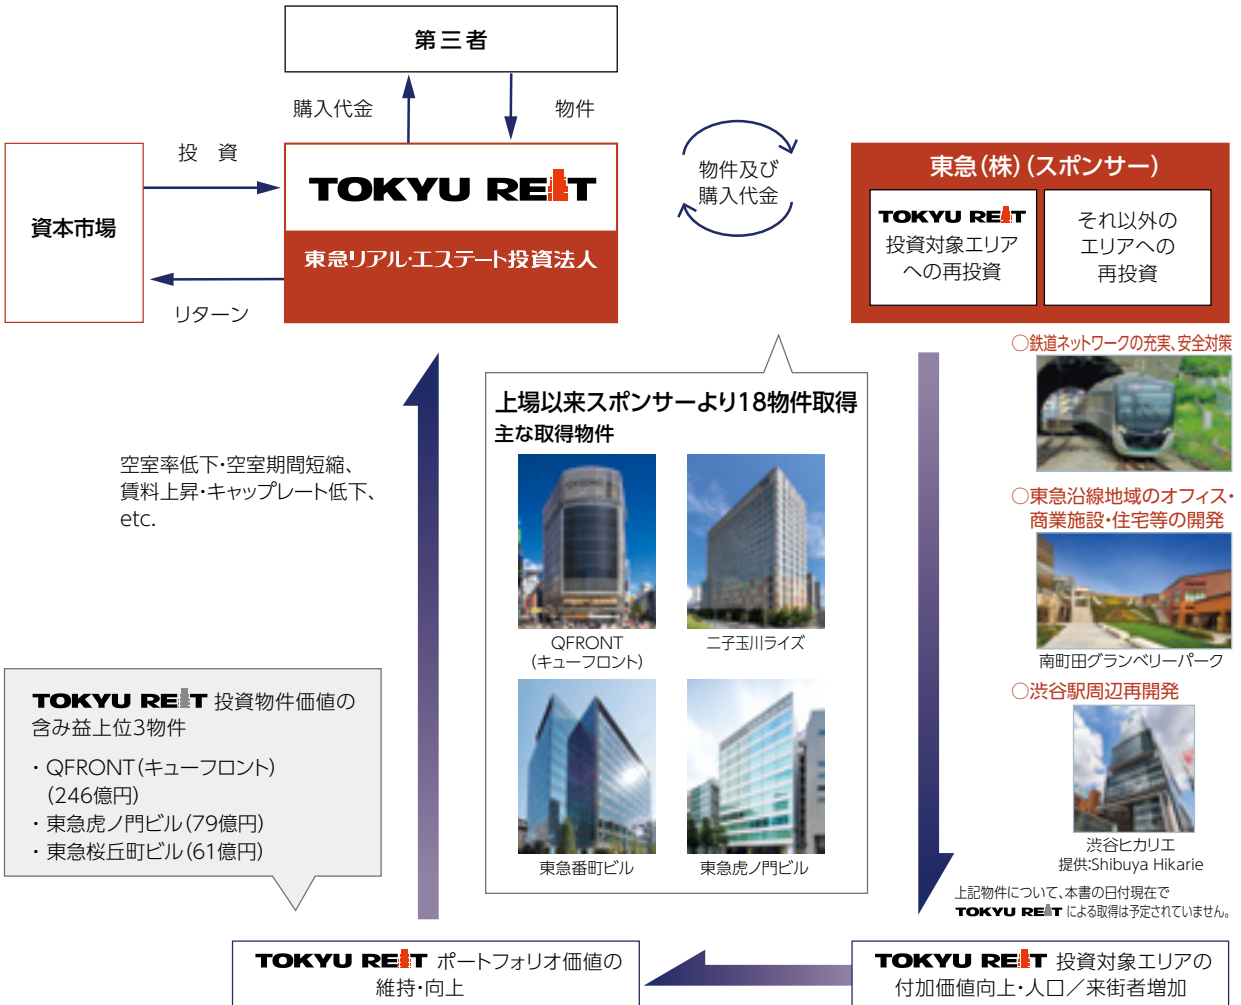 第三者
購入代金
物件
投 資
資本市場
リターン
TOKYU REIT
東急リアル・エステート投資法人
物件及び
購入代金
東急(株)(スポンサー)
TOKYU REIT
投資対象エリア
への再投資
それ以外の
エリアへの
再投資
○鉄道ネットワークの充実、安全対策
○東急沿線地域のオフィス・
商業施設・住宅等の開発
南町田グランベリーパーク
○渋谷駅周辺再開発
渋谷ヒカリエ
提供:Shibuya Hikarie
上記物件について、本書の日付現在で
TOKYU REIT による取得は予定されていません。
上場以来スポンサーより18物件取得
主な取得物件
QFRONT
(キューフロント)
二子玉川ライズ
東急番町ビル
東急虎ノ門ビル
空室率低下・空室期間短縮、
賃料上昇・キャップレート低下、
etc.
TOKYU REIT 投資物件価値の
含み益上位3物件
・QFRONT(キューフロント)
(246億円)
・東急虎ノ門ビル(79億円)
・東急桜丘町ビル(61億円)
TOKYU REIT ポートフォリオ価値の
維持・向上
TOKYU REIT 投資対象エリアの
付加価値向上・人口／来街者増加